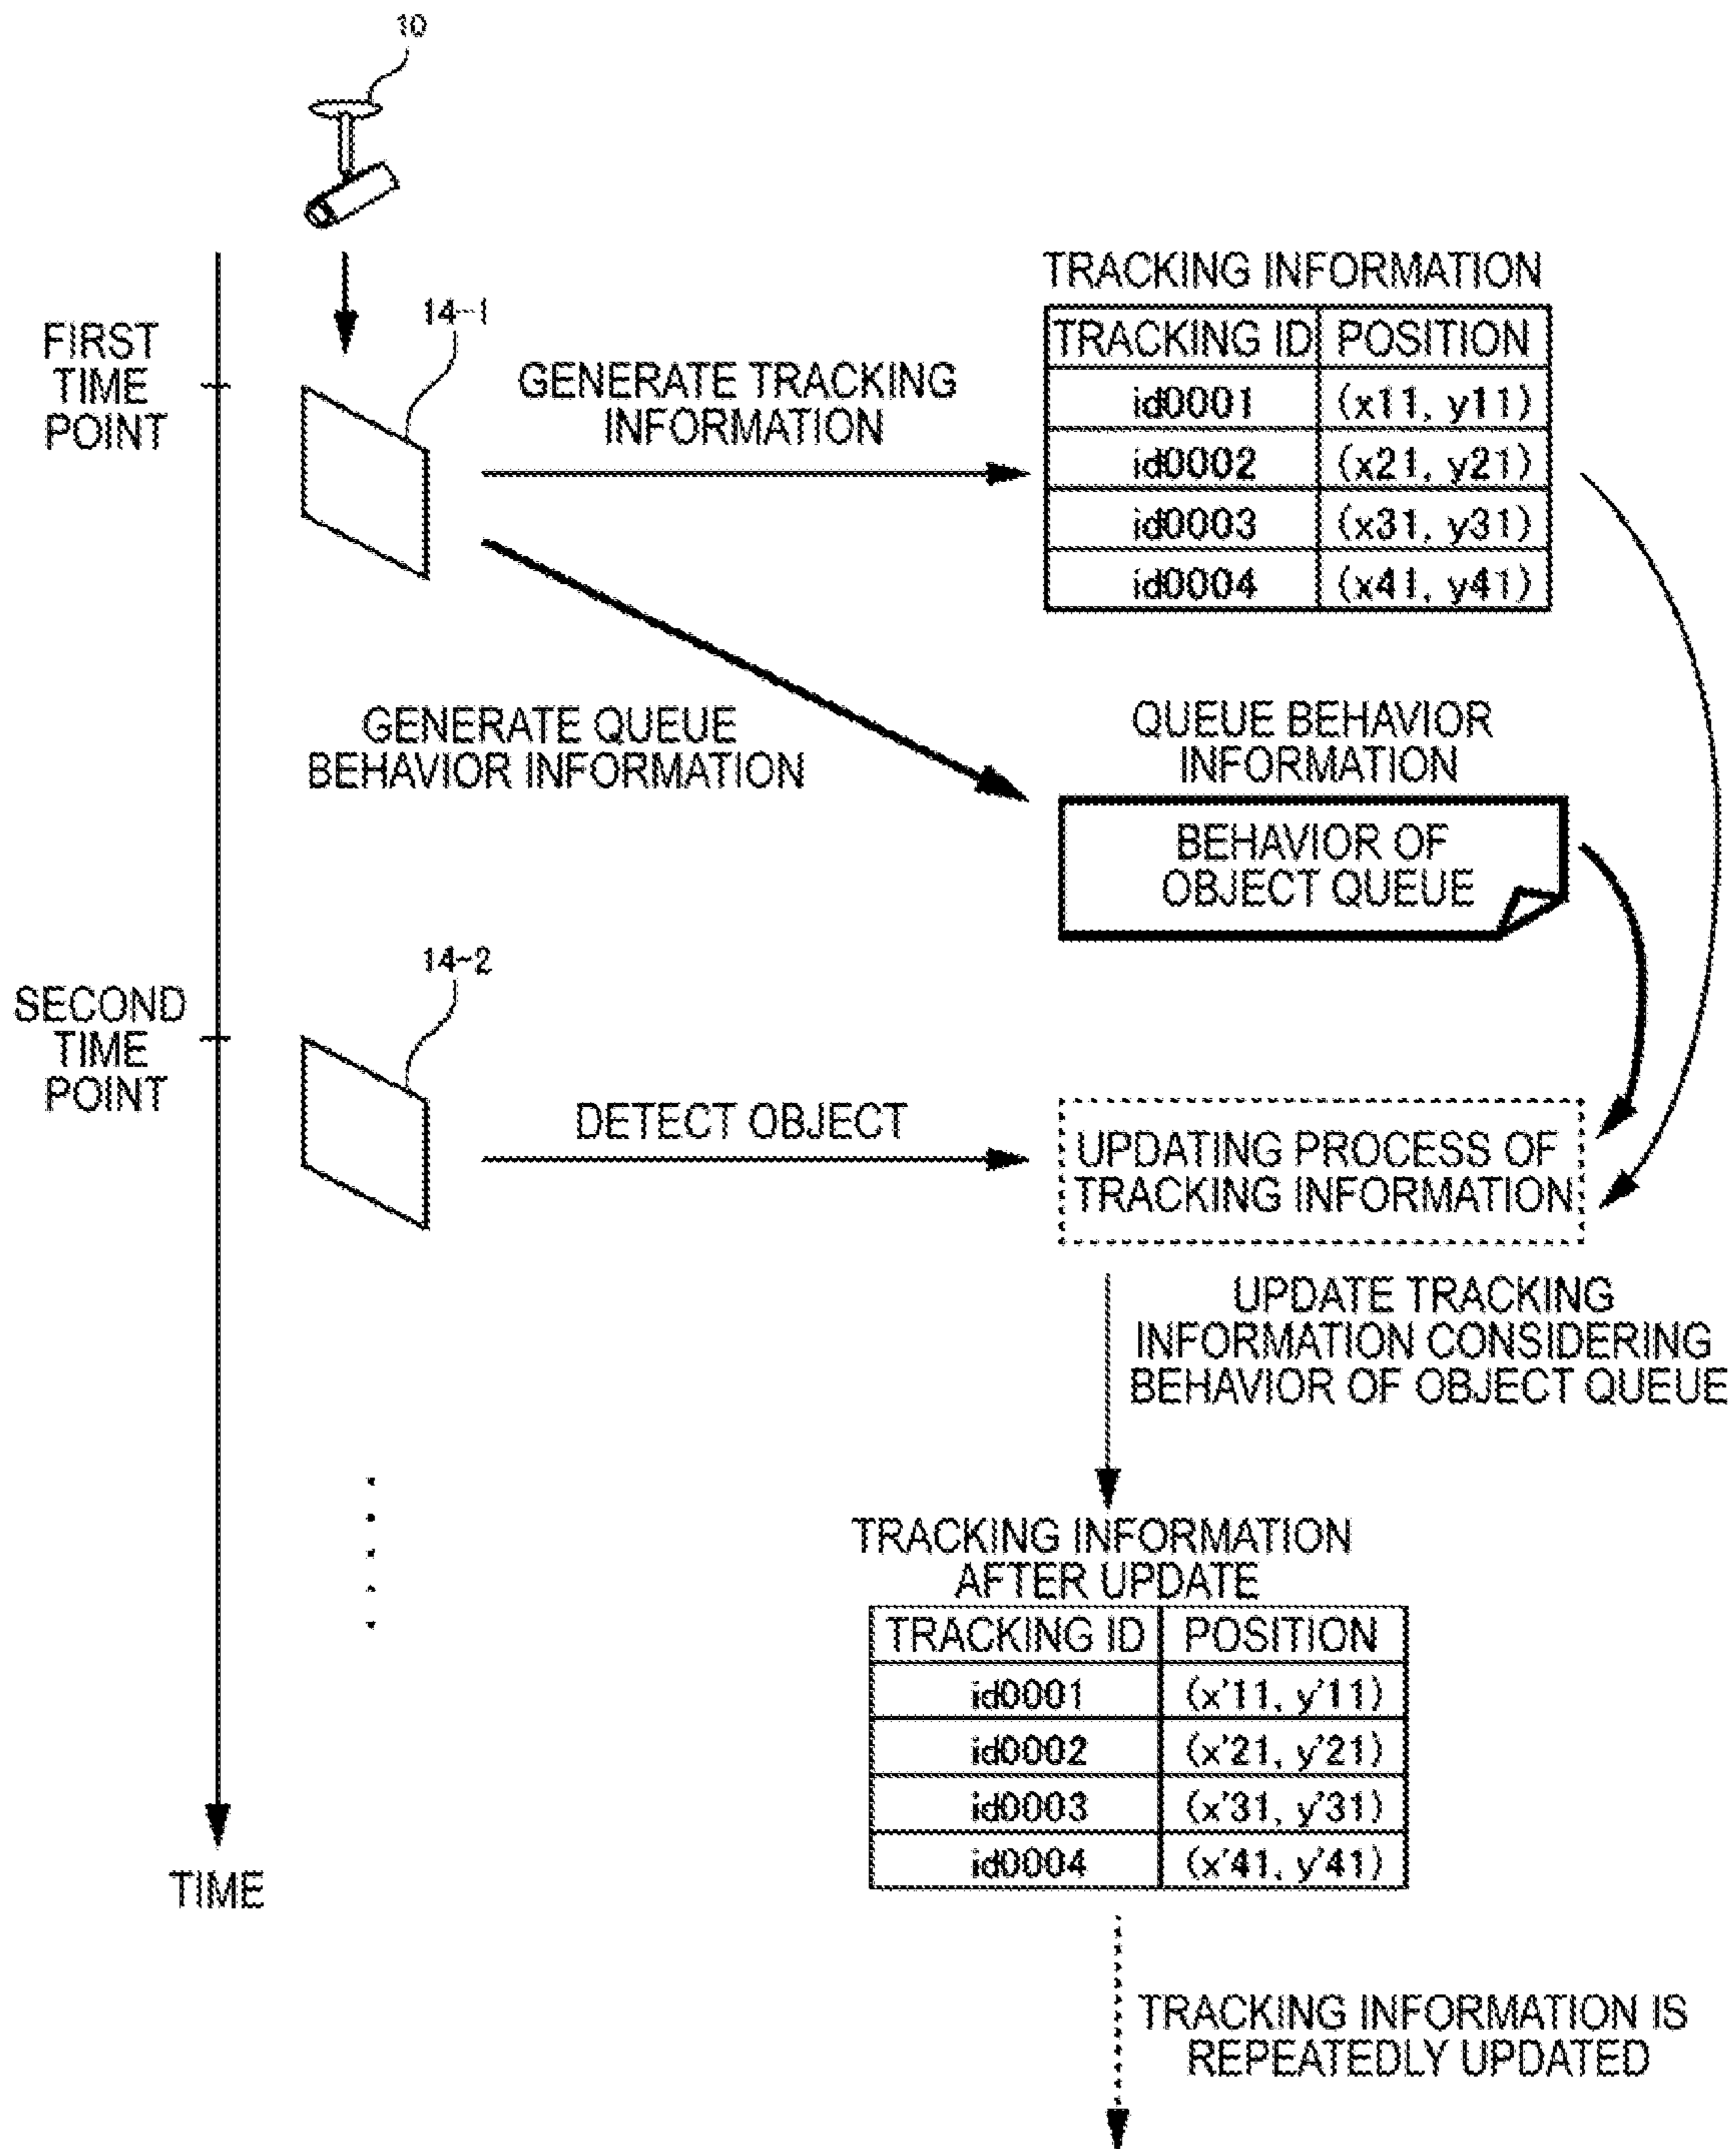 10
TRACKING INFORMATION
TRACKING ID POSITION
id0001 (x11, y11)
id0002 (x21, y21)
id0003 (x31, y31)
id0004 (x41, y41)
FIRST
TIME
POINT
14-1
GENERATE TRACKING
INFORMATION
GENERATE QUEUE
BEHAVIOR INFORMATION
QUEUE BEHAVIOR
INFORMATION
BEHAVIOR OF
OBJECT QUEUE
SECOND
TIME
POINT
14-2
DETECT OBJECT
UPDATING PROCESS OF
TRACKING INFORMATION
UPDATE TRACKING
INFORMATION CONSIDERING
BEHAVIOR OF OBJECT QUEUE
TRACKING INFORMATION
AFTER UPDATE
TRACKING ID POSITION
id0001 (x'11, y'11)
id0002 (x'21, y'21)
id0003 (x'31, y'31)
id0004 (x'41, y'41)
TIME
TRACKING INFORMATION IS
REPEATEDLY UPDATED